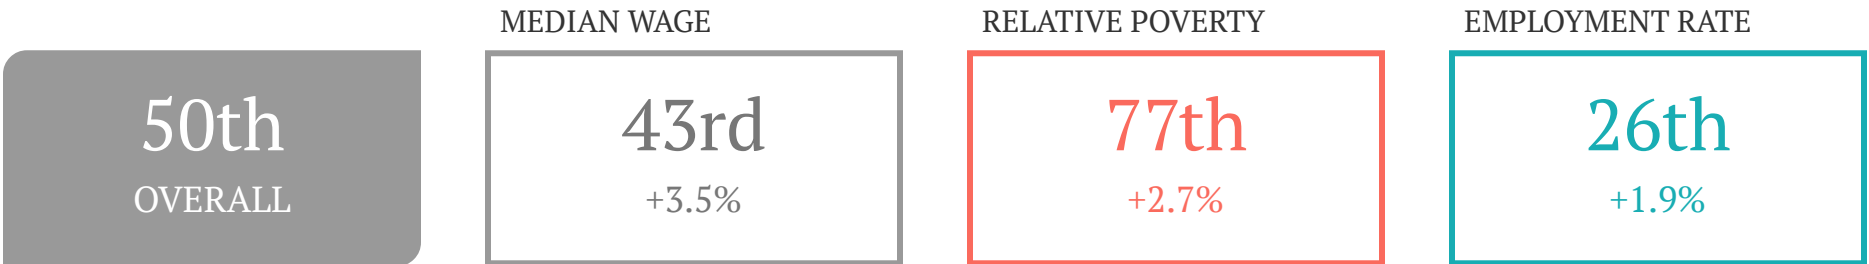 MEDIAN WAGE
RELATIVE POVERTY
EMPLOYMENT RATE
50th
OVERALL
43rd
+3.5%
77th
+2.7%
26th
+1.9%